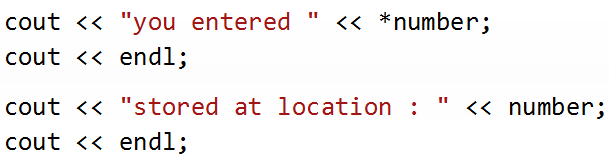 cout << "you entered " << *number;
cout << endl;
cout << "stored at location : " << number;
cout << endl;